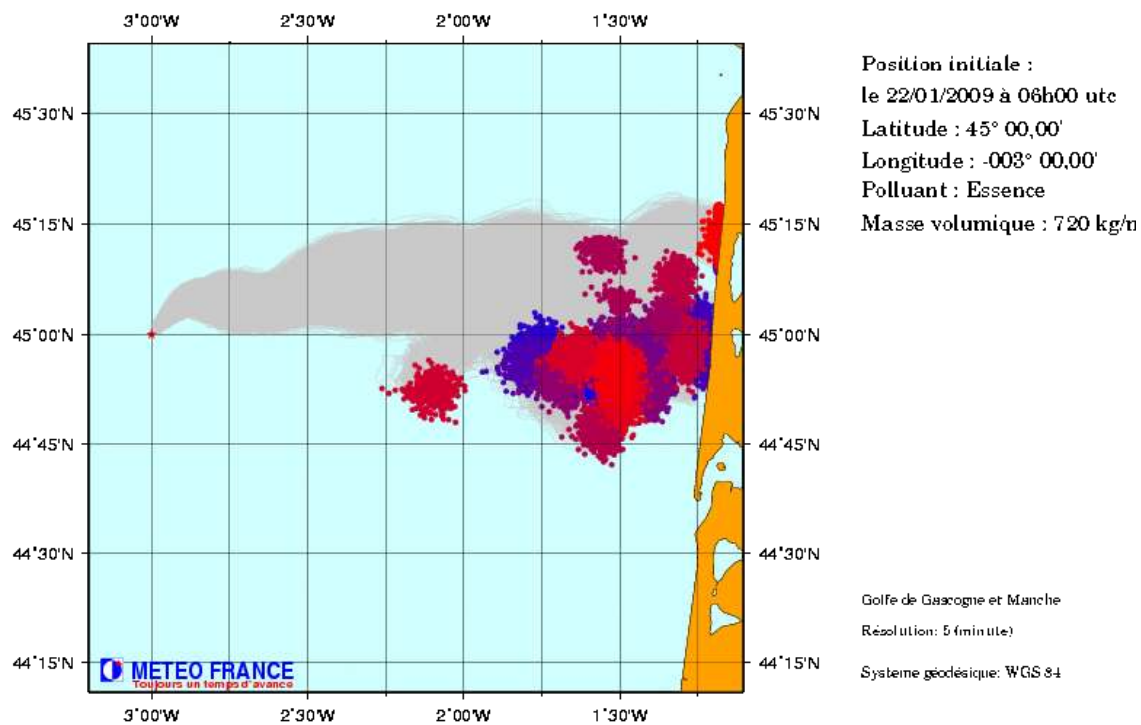 3°00'W 2°30'W 2°00'W 1°30'W
45°30'N 45°30'N
45°15'N 45°15'N
45°00'N 45°00'N
44°45'N 44°45'N
44°30'N 44°30'N
44°15'N 44°15'N
3°00'W 2°30'W 2°00'W 1°30'W
METEO FRANCE
Toujours un temps d'avance
Position initiale :
le 22/01/2009 à 06h00 utc
Latitude : 45° 00,00'
Longitude : -003° 00,00'
Polluant : Essence
Masse volumique : 720 kg/m
Golfe de Gascogne et Manche
Résolution: 5 (minute)
Systeme géodésique: WGS 84